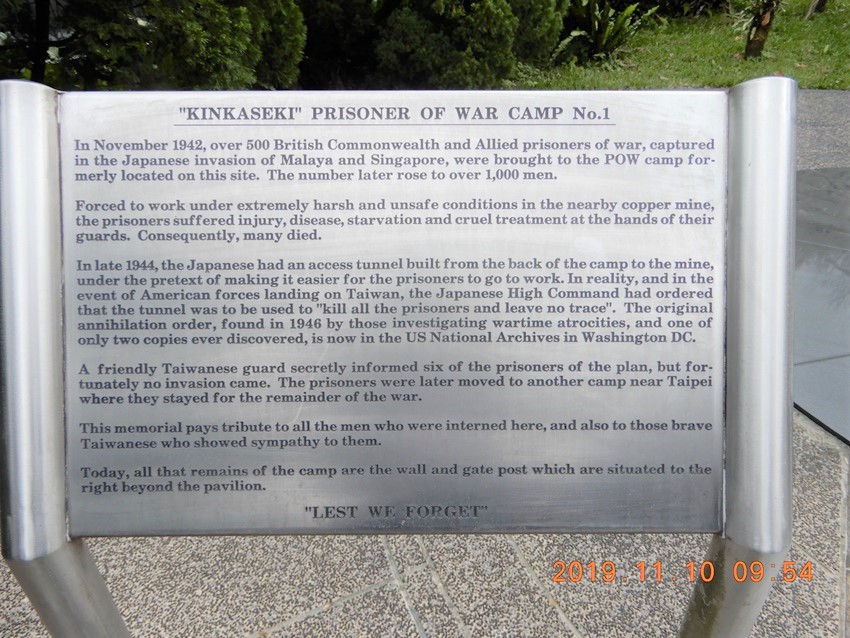 "KINKASEKI" PRISONER OF WAR CAMP No.1
In November 1942, over 500 British Commonwealth and Allied prisoners of war, captured
in the Japanese invasion of Malaya and Singapore, were brought to the POW camp for-
merly located on this site. The number later rose to over 1,000 men.
Forced to work under extremely harsh and unsafe conditions in the nearby copper mine,
the prisoners suffered injury, disease, starvation and cruel treatment at the hands of their
guards. Consequently, many died.
In late 1944, the Japanese had an access tunnel built from the back of the camp to the mine,
under the pretext of making it easier for the prisoners to go to work. In reality, and in the
event of American forces landing on Taiwan, the Japanese High Command had ordered
that the tunnel was to be used to "kill all the prisoners and leave no trace". The original
annihilation order, found in 1946 by those investigating wartime atrocities, and one of
only two copies ever discovered, is now in the US National Archives in Washington DC.
A friendly Taiwanese guard secretly informed six of the prisoners of the plan, but for-
tunately no invasion came. The prisoners were later moved to another camp near Taipei
where they stayed for the remainder of the war.
This memorial pays tribute to all the men who were interned here, and also to those brave
Taiwanese who showed sympathy to them.
Today, all that remains of the camp are the wall and gate post which are situated to the
right beyond the pavilion.
"LEST WE FORGET"
2019.11.10 09:54